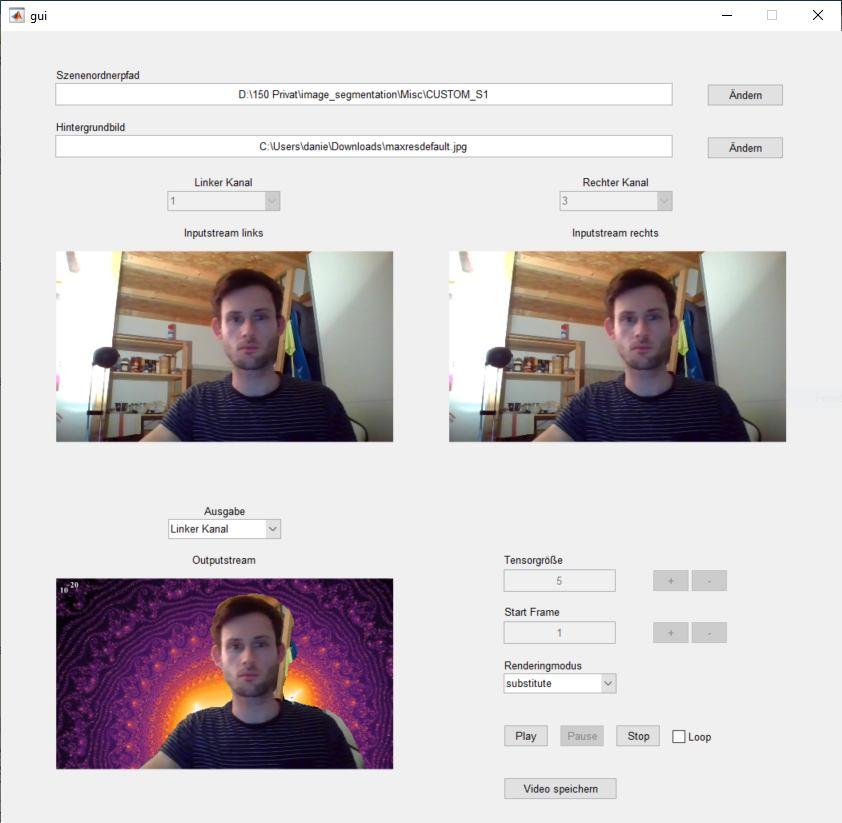 gui
Szenenordnerpfad
D:\150 Privat\image_segmentation\Misc\CUSTOM_S1
Ändern
Hintergrundbild
C:\Users\danie\Downloads\maxresdefault.jpg
Ändern
Linker Kanal
Rechter Kanal
1
3
Inputstream links
Inputstream rechts
Ausgabe
Linker Kanal
Outputstream
Tensorgröße
5
+
-
Start Frame
1
+
-
Renderingmodus
substitute
Play
Pause
Stop
Loop
Video speichern
10^-20